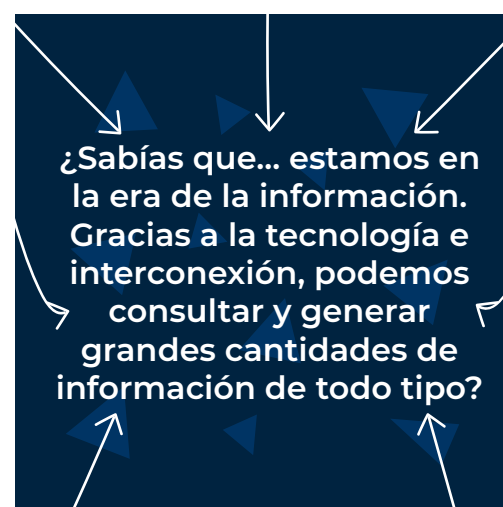 ¿Sabías que... estamos en
la era de la información.
Gracias a la tecnología e
interconexión, podemos
consultar y generar
grandes cantidades de
información de todo tipo?